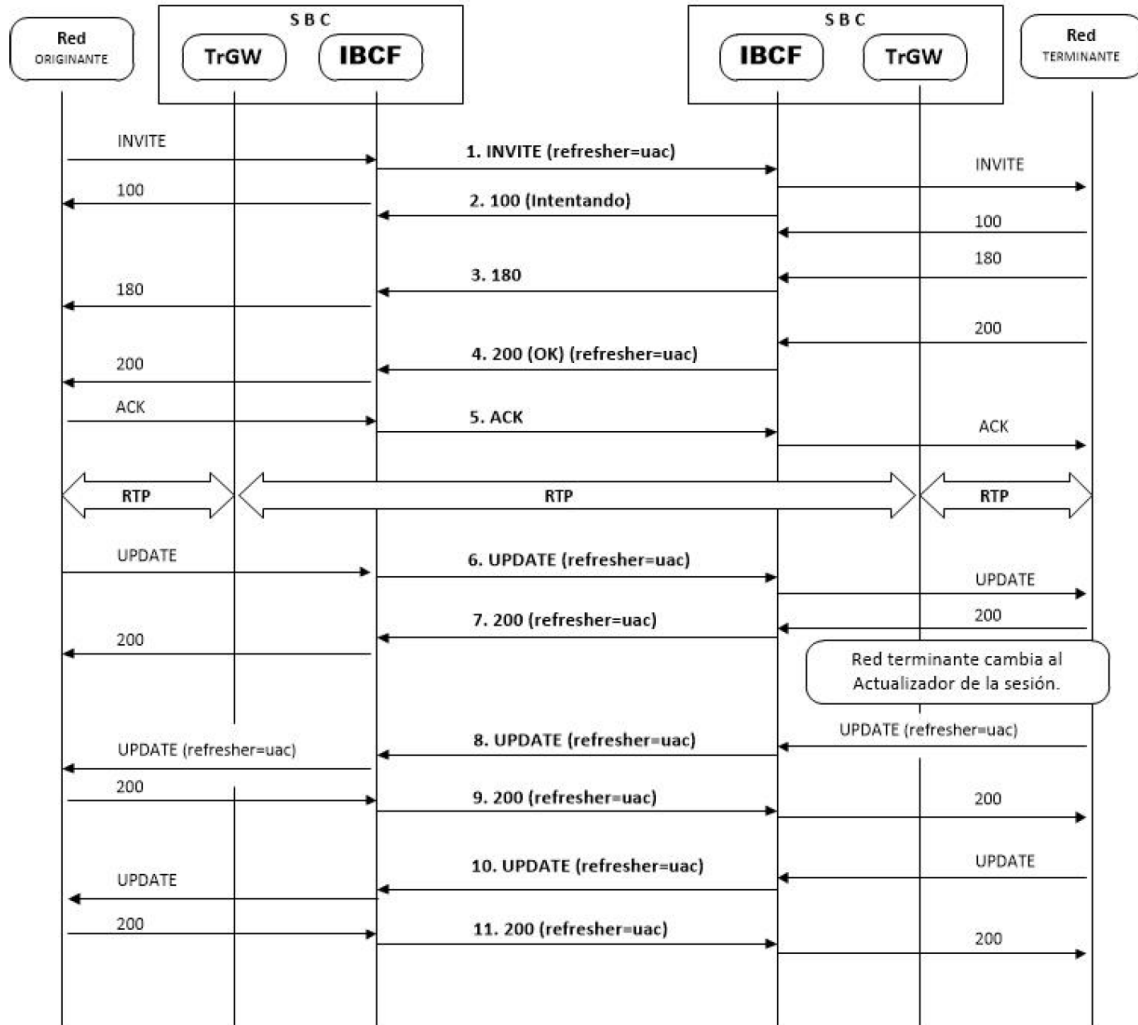 S B C
S B C
Red
ORIGINANTE
TrGW
IBCF
IBCF
TrGW
Red
TERMINANTE
INVITE
1. INVITE (refresher=uac)
INVITE
100
2. 100 (Intentando)
100
180
3. 180
180
200
4. 200 (OK) (refresher=uac)
200
ACK
5. ACK
ACK
RTP
RTP
RTP
UPDATE
6. UPDATE (refresher=uac)
UPDATE
200
7. 200 (refresher=uac)
200
Red terminante cambia al
Actualizador de la sesión.
UPDATE (refresher=uac)
8. UPDATE (refresher=uac)
UPDATE (refresher=uac)
200
9. 200 (refresher=uac)
200
UPDATE
10. UPDATE (refresher=uac)
UPDATE
200
11. 200 (refresher=uac)
200